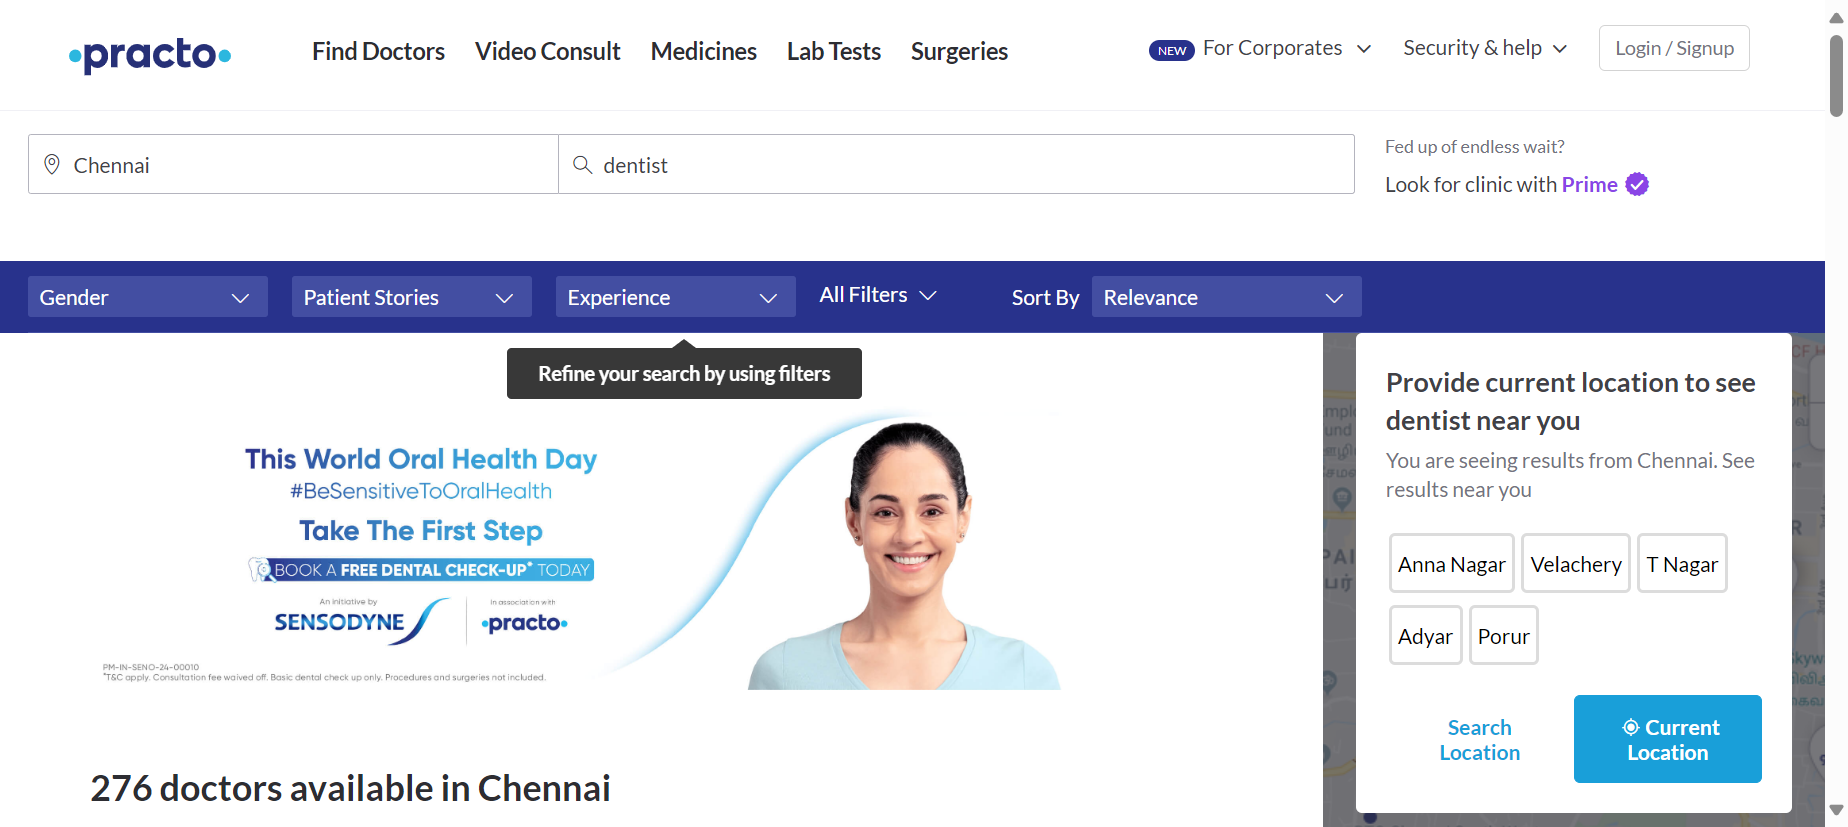 practo
Find Doctors
Video Consult
Medicines
Lab Tests
Surgeries
NEW For Corporates
Security & help
Login / Signup
Chennai
dentist
Fed up of endless wait?
Look for clinic with Prime
Gender
Patient Stories
Experience
All Filters
Sort By
Relevance
Refine your search by using filters
This World Oral Health Day
#BeSensitiveToOralHealth
Take The First Step
BOOK A FREE DENTAL CHECK-UP* TODAY
An initiative by
SENSODYNE
In association with
practo
PM-IN-SENO-24-00010
*T&C apply. Consultation fee waived off. Basic dental check up only. Procedures and surgeries not included.
276 doctors available in Chennai
Provide current location to see
dentist near you
You are seeing results from Chennai. See
results near you
Anna Nagar
Velachery
T Nagar
Adyar
Porur
Search
Location
Current
Location